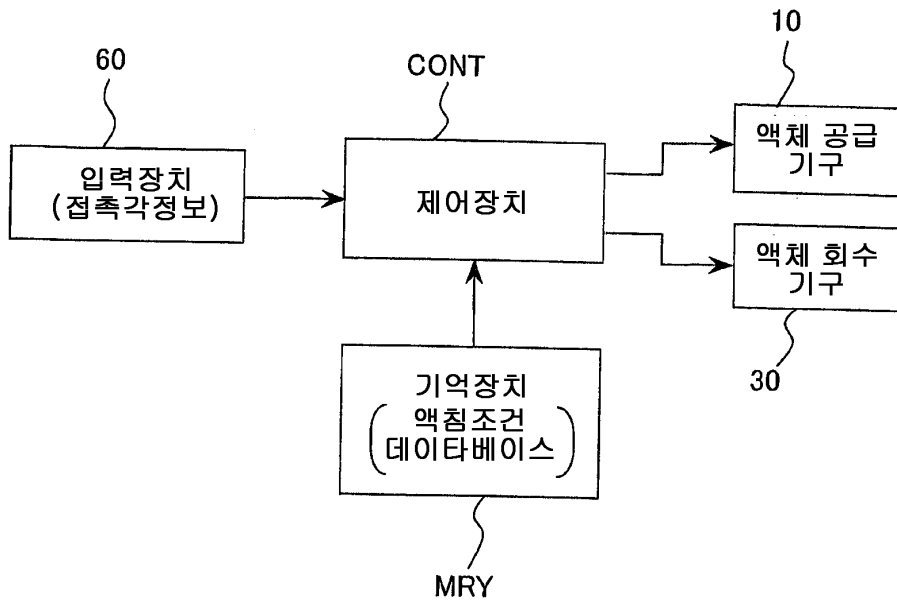 60
CONT
10
입력장치
(접촉각정보)
제어장치
액체 공급
기구
액체 회수
기구
30
기억장치
(액침조건
데이타베이스)
MRY